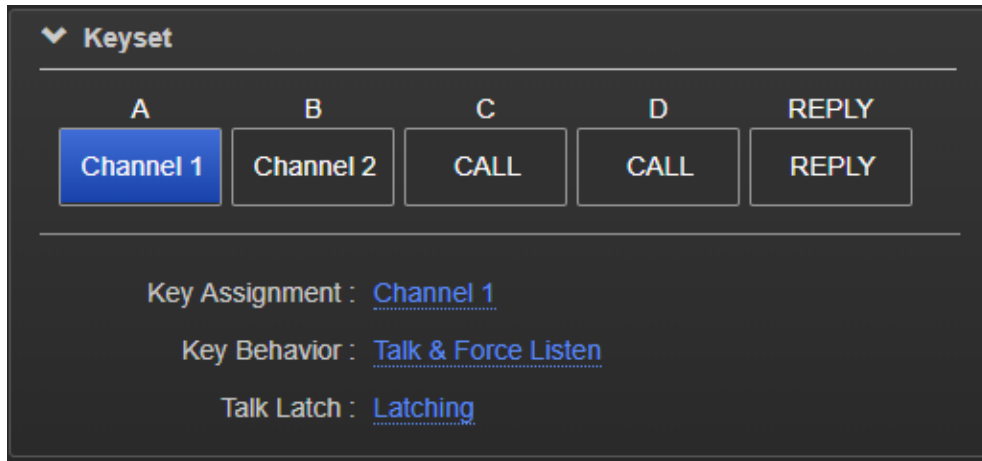 Keyset
A B C D REPLY
Channel 1 Channel 2 CALL CALL REPLY
Key Assignment : Channel 1
Key Behavior : Talk & Force Listen
Talk Latch : Latching